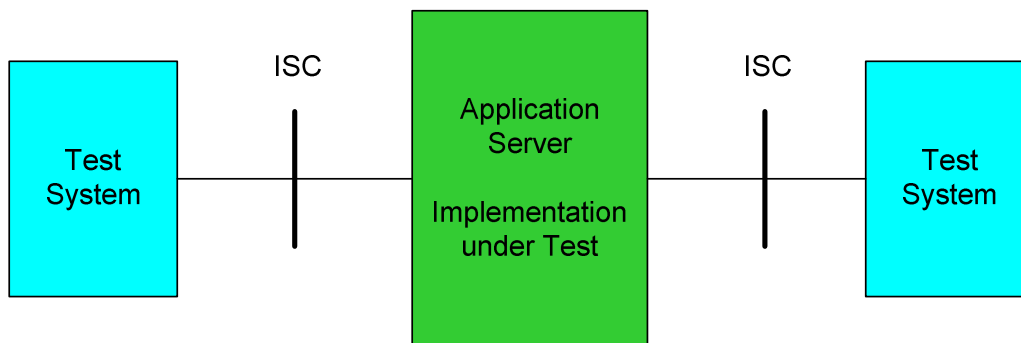 ISC
ISC
Test
System
Application
Server
Implementation
under Test
Test
System